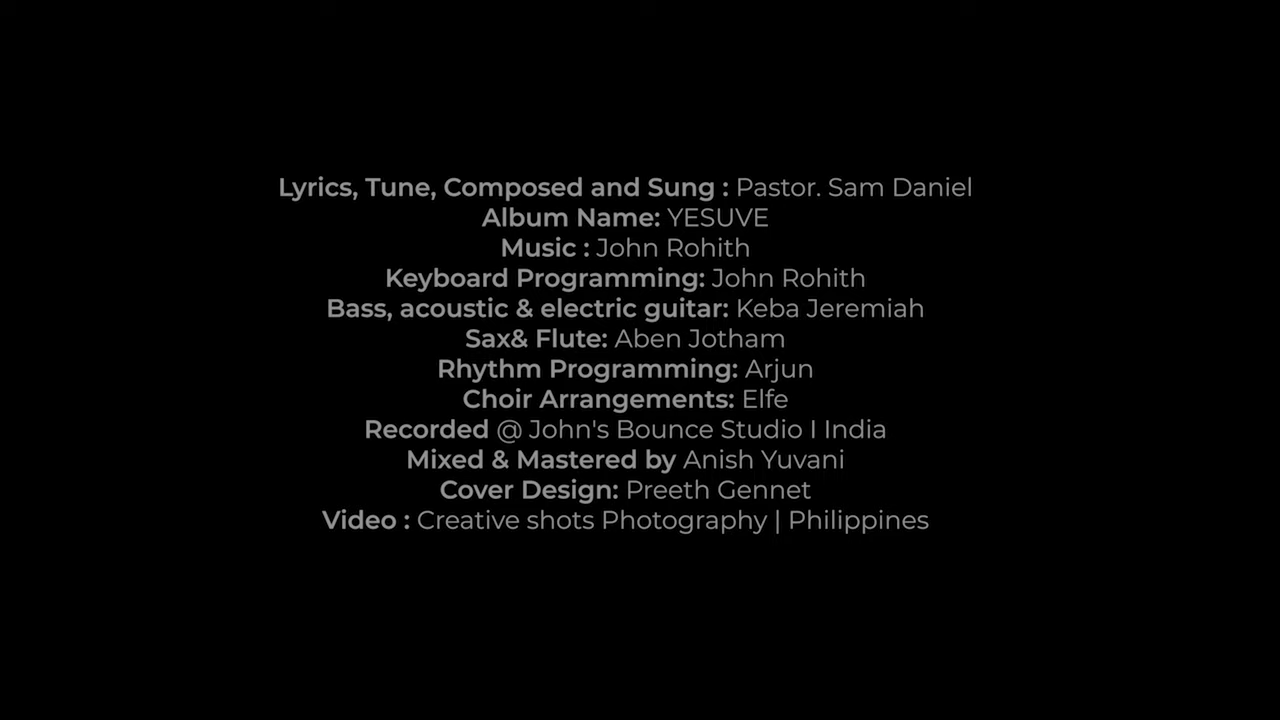 Lyrics, Tune, Composed and Sung : Pastor. Sam Daniel
Album Name: YESUVE
Music : John Rohith
Keyboard Programming: John Rohith
Bass, acoustic & electric guitar: Keba Jeremiah
Sax& Flute: Aben Jotham
Rhythm Programming: Arjun
Choir Arrangements: Elfe
Recorded @ John's Bounce Studio I India
Mixed & Mastered by Anish Yuvani
Cover Design: Preeth Gennet
Video : Creative shots Photography | Philippines